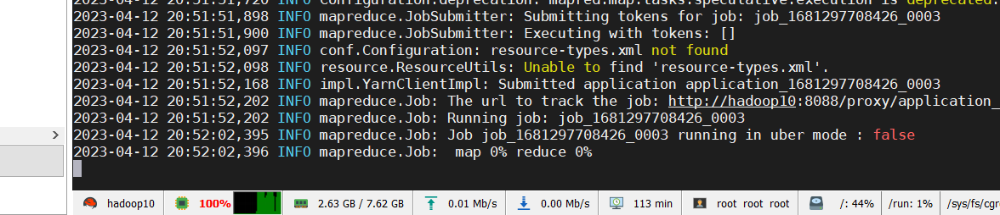 2023-04-12 20:51:51,720 INFO Configuration.deprecation: mapred.map.tasks.speculative.execution is deprecated.
2023-04-12 20:51:51,898 INFO mapreduce.JobSubmitter: Submitting tokens for job: job_1681297708426_0003
2023-04-12 20:51:51,900 INFO mapreduce.JobSubmitter: Executing with tokens: []
2023-04-12 20:51:52,097 INFO conf.Configuration: resource-types.xml not found
2023-04-12 20:51:52,098 INFO resource.ResourceUtils: Unable to find 'resource-types.xml'.
2023-04-12 20:51:52,168 INFO impl.YarnClientImpl: Submitted application application_1681297708426_0003
2023-04-12 20:51:52,202 INFO mapreduce.Job: The url to track the job: http://hadoop10:8088/proxy/application_
2023-04-12 20:51:52,202 INFO mapreduce.Job: Running job: job_1681297708426_0003
2023-04-12 20:52:02,395 INFO mapreduce.Job: Job job_1681297708426_0003 running in uber mode : false
2023-04-12 20:52:02,396 INFO mapreduce.Job:  map 0% reduce 0%
hadoop10 100% 2.63 GB / 7.62 GB 0.01 Mb/s 0.00 Mb/s 113 min root root root /: 44% /run: 1% /sys/fs/cgr